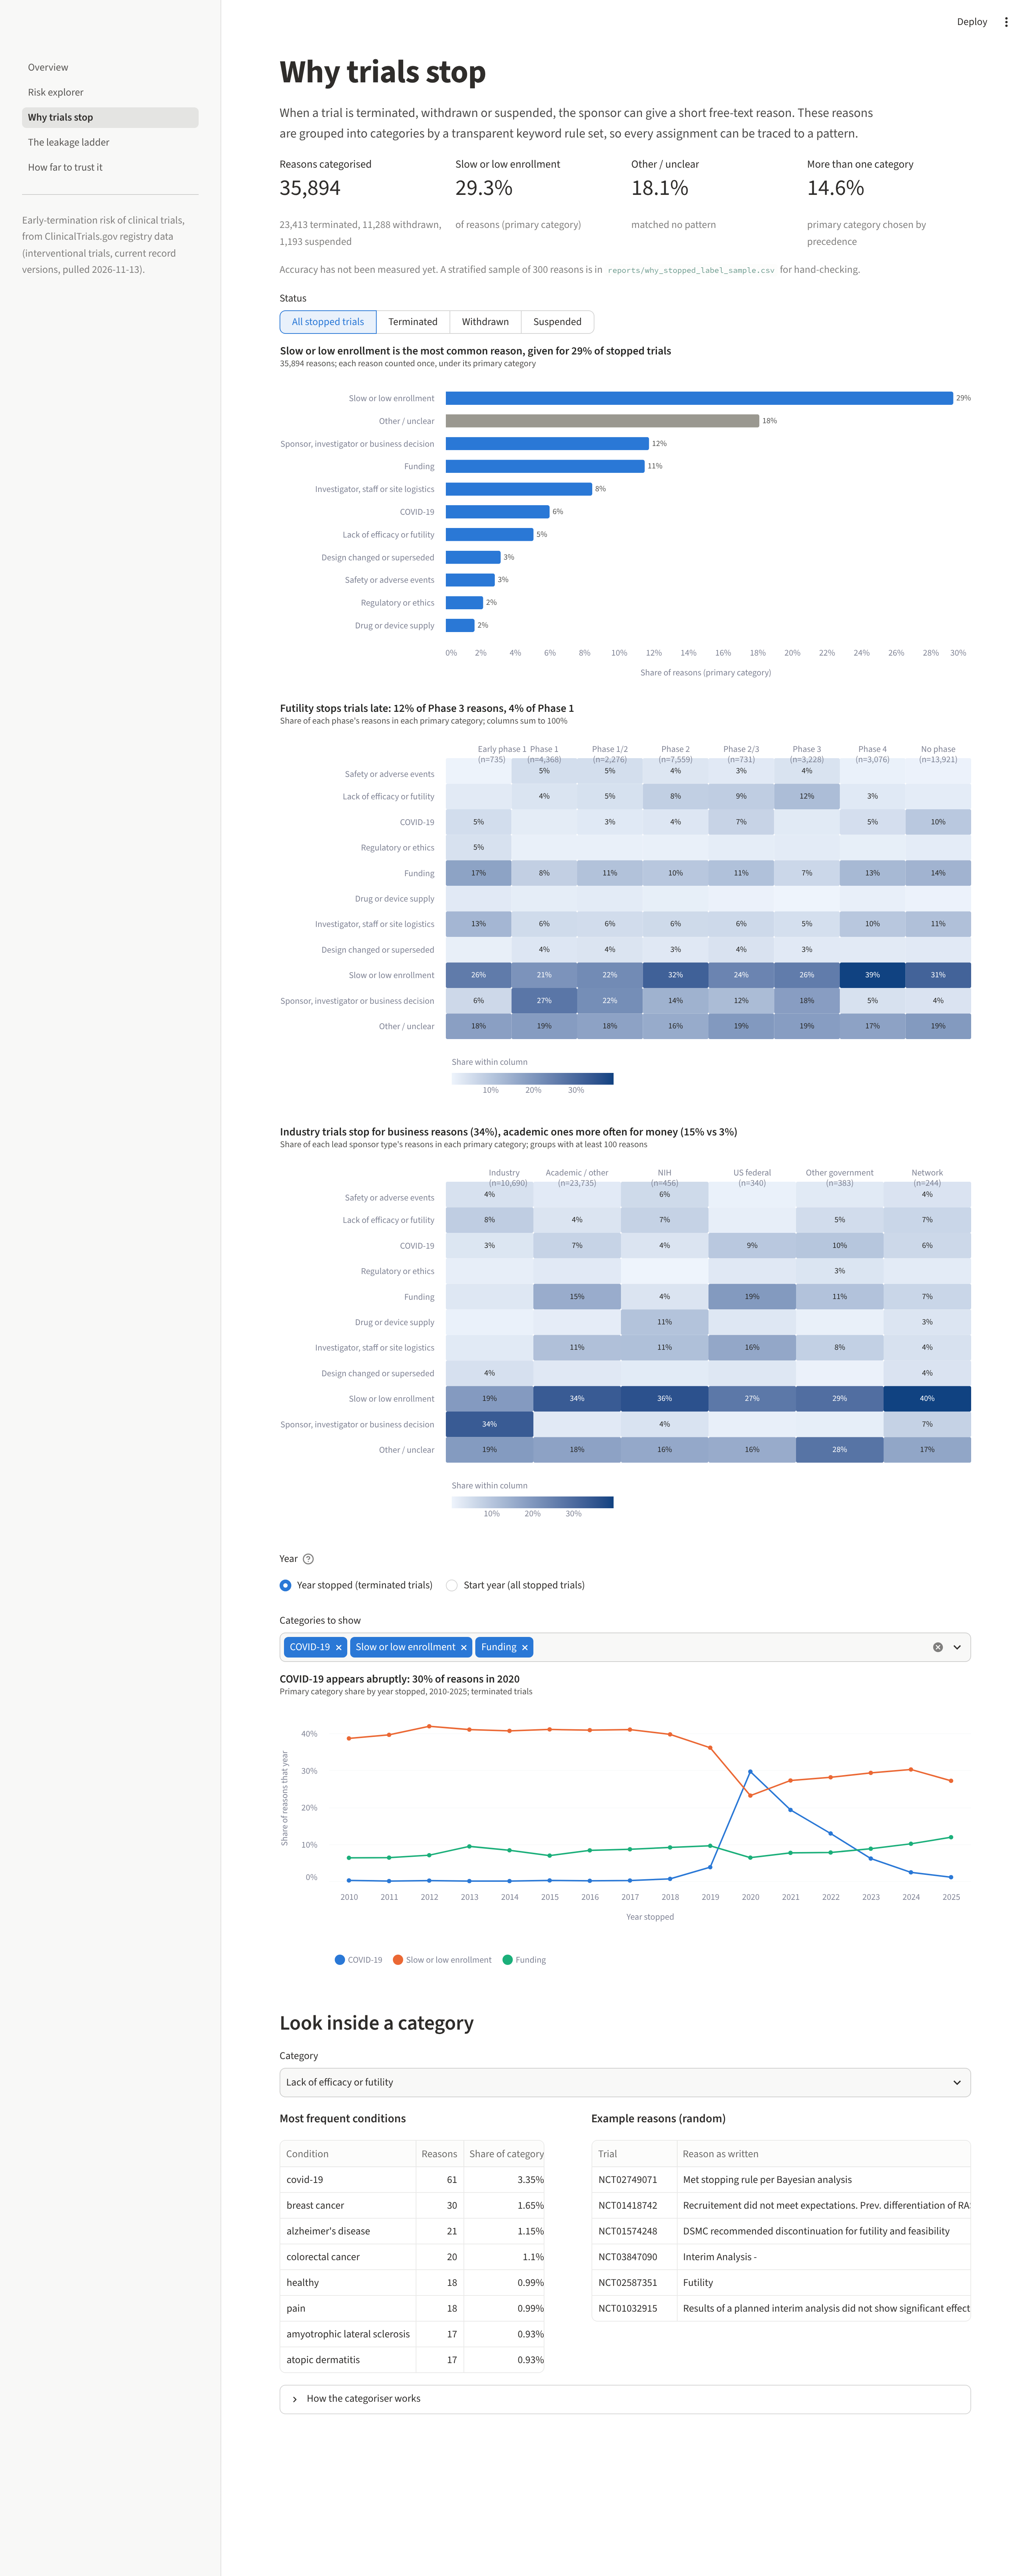 Deploy
Overview
Risk explorer
Why trials stop
The leakage ladder
How far to trust it
Early-termination risk of clinical trials,
from ClinicalTrials.gov registry data
(interventional trials, current record
versions, pulled 2026-11-13).
Why trials stop
When a trial is terminated, withdrawn or suspended, the sponsor can give a short free-text reason. These reasons
are grouped into categories by a transparent keyword rule set, so every assignment can be traced to a pattern.
Reasons categorised
35,894
23,413 terminated, 11,288 withdrawn,
1,193 suspended
Slow or low enrollment
29.3%
of reasons (primary category)
Other / unclear
18.1%
matched no pattern
More than one category
14.6%
primary category chosen by
precedence
Accuracy has not been measured yet. A stratified sample of 300 reasons is in reports/why_stopped_label_sample.csv for hand-checking.
Status
All stopped trials Terminated Withdrawn Suspended
Slow or low enrollment is the most common reason, given for 29% of stopped trials
35,894 reasons; each reason counted once, under its primary category
Slow or low enrollment 29%
Other / unclear 18%
Sponsor, investigator or business decision 12%
Funding 11%
Investigator, staff or site logistics 8%
COVID-19 6%
Lack of efficacy or futility 5%
Design changed or superseded 3%
Safety or adverse events 3%
Regulatory or ethics 2%
Drug or device supply 2%
0% 2% 4% 6% 8% 10% 12% 14% 16% 18% 20% 22% 24% 26% 28% 30%
Share of reasons (primary category)
Futility stops trials late: 12% of Phase 3 reasons, 4% of Phase 1
Share of each phase's reasons in each primary category; columns sum to 100%
Early phase 1 Phase 1 Phase 1/2 Phase 2 Phase 2/3 Phase 3 Phase 4 No phase
(n=735) (n=4,368) (n=2,276) (n=7,559) (n=731) (n=3,228) (n=3,076) (n=13,921)
Safety or adverse events 5% 5% 4% 3% 4%
Lack of efficacy or futility 4% 5% 8% 9% 12% 3%
COVID-19 5% 3% 4% 7% 5% 10%
Regulatory or ethics 5%
Funding 17% 8% 11% 10% 11% 7% 13% 14%
Drug or device supply
Investigator, staff or site logistics 13% 6% 6% 6% 6% 5% 10% 11%
Design changed or superseded 4% 4% 3% 4% 3%
Slow or low enrollment 26% 21% 22% 32% 24% 26% 39% 31%
Sponsor, investigator or business decision 6% 27% 22% 14% 12% 18% 5% 4%
Other / unclear 18% 19% 18% 16% 19% 19% 17% 19%
Share within column
10% 20% 30%
Industry trials stop for business reasons (34%), academic ones more often for money (15% vs 3%)
Share of each lead sponsor type's reasons in each primary category; groups with at least 100 reasons
Industry Academic / other NIH US federal Other government Network
(n=10,690) (n=23,735) (n=456) (n=340) (n=383) (n=244)
Safety or adverse events 4% 6% 4%
Lack of efficacy or futility 8% 4% 7% 5% 7%
COVID-19 3% 7% 4% 9% 10% 6%
Regulatory or ethics 3%
Funding 15% 4% 19% 11% 7%
Drug or device supply 11% 3%
Investigator, staff or site logistics 11% 11% 16% 8% 4%
Design changed or superseded 4% 4%
Slow or low enrollment 19% 34% 36% 27% 29% 40%
Sponsor, investigator or business decision 34% 4% 7%
Other / unclear 19% 18% 16% 16% 28% 17%
Share within column
10% 20% 30%
Year
Year stopped (terminated trials) Start year (all stopped trials)
Categories to show
COVID-19 Slow or low enrollment Funding
COVID-19 appears abruptly: 30% of reasons in 2020
Primary category share by year stopped, 2010-2025; terminated trials
Share of reasons that year
40%
30%
20%
10%
0%
2010 2011 2012 2013 2014 2015 2016 2017 2018 2019 2020 2021 2022 2023 2024 2025
Year stopped
COVID-19 Slow or low enrollment Funding
Look inside a category
Category
Lack of efficacy or futility
Most frequent conditions
Condition Reasons Share of category
covid-19 61 3.35%
breast cancer 30 1.65%
alzheimer's disease 21 1.15%
colorectal cancer 20 1.1%
healthy 18 0.99%
pain 18 0.99%
amyotrophic lateral sclerosis 17 0.93%
atopic dermatitis 17 0.93%
Example reasons (random)
Trial Reason as written
NCT02749071 Met stopping rule per Bayesian analysis
NCT01418742 Recruitment did not meet expectations. Prev. differentiation of RA
NCT01574248 DSMC recommended discontinuation for futility and feasibility
NCT03847090 Interim Analysis -
NCT02587351 Futility
NCT01032915 Results of a planned interim analysis did not show significant effect
How the categoriser works